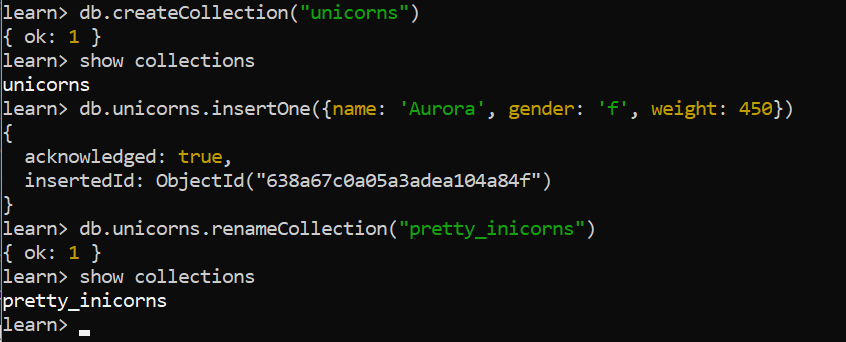 learn> db.createCollection("unicorns")
{ ok: 1 }
learn> show collections
unicorns
learn> db.unicorns.insertOne({name: 'Aurora', gender: 'f', weight: 450})
{
  acknowledged: true,
  insertedId: ObjectId("638a67c0a05a3adea104a84f")
}
learn> db.unicorns.renameCollection("pretty_inicorns")
{ ok: 1 }
learn> show collections
pretty_inicorns
learn>